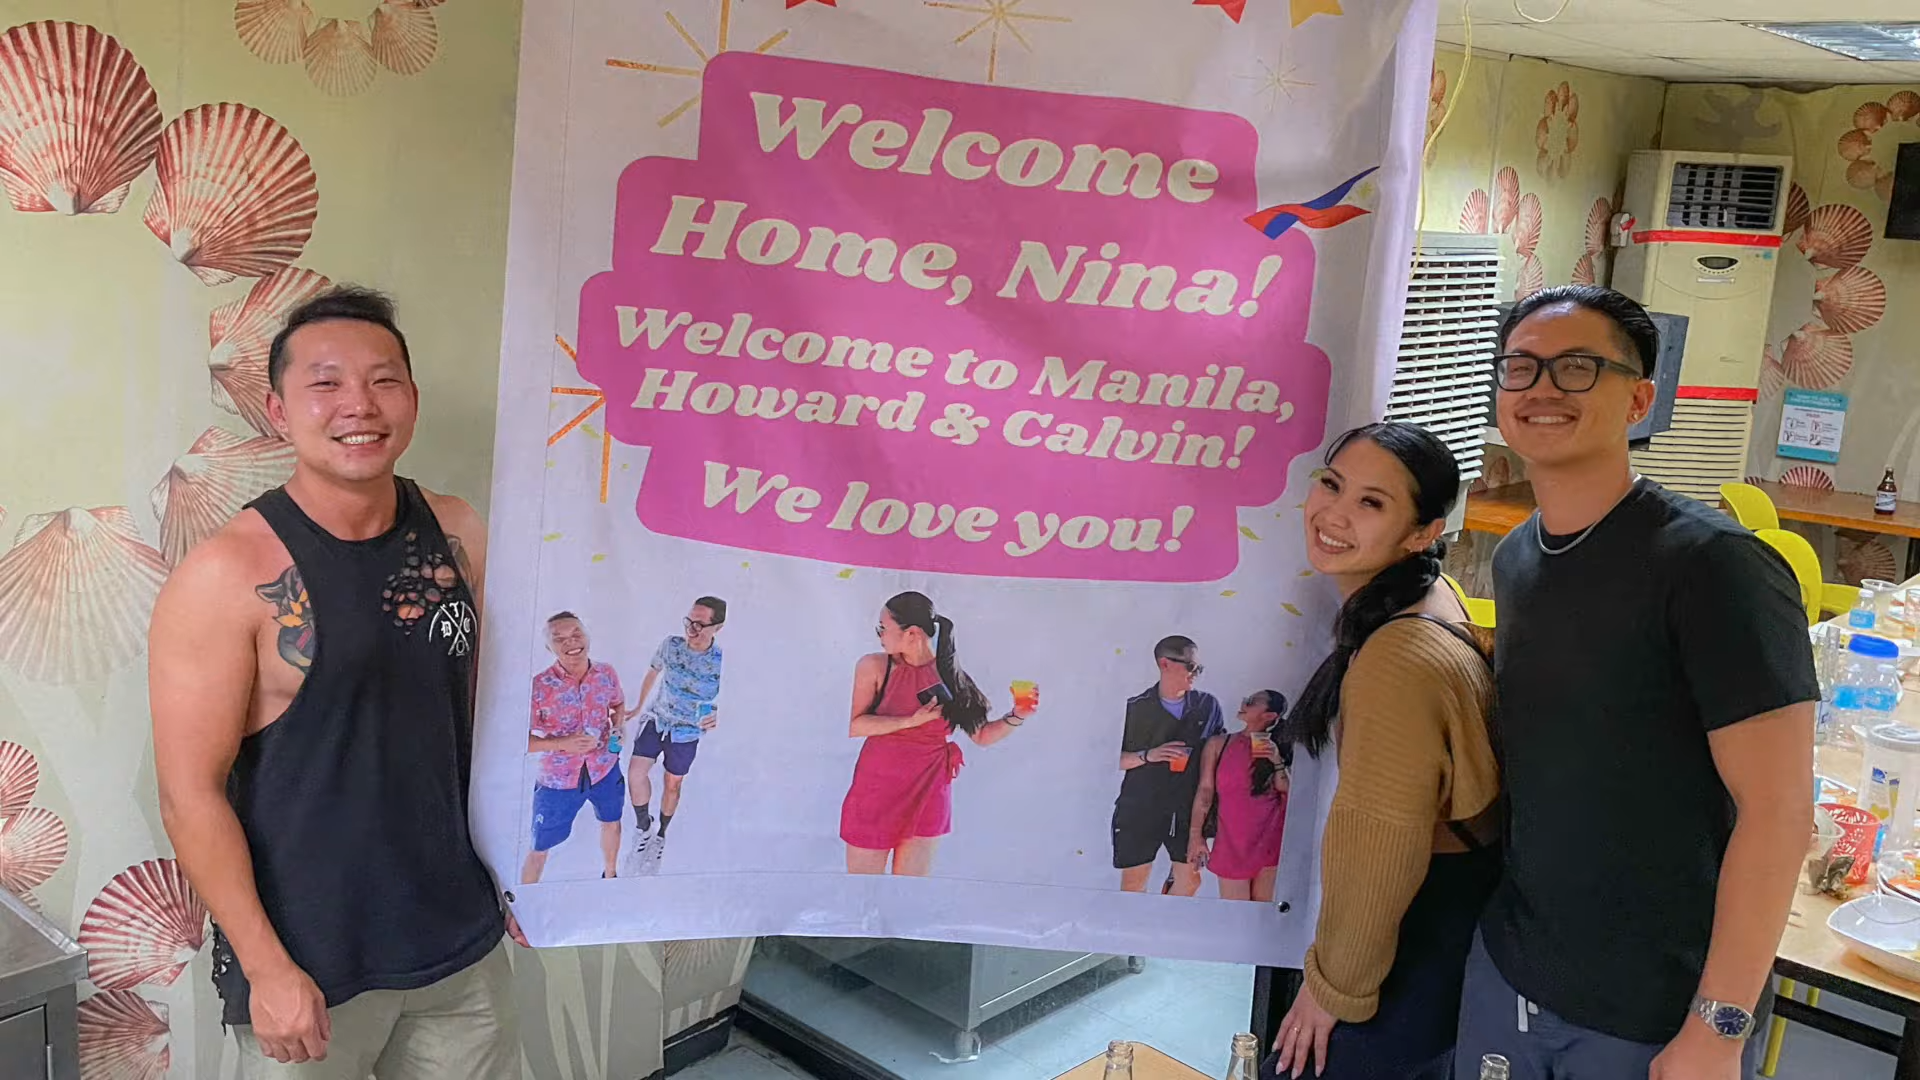 Welcome
Home, Nina!
Welcome to Manila,
Howard & Calvin!
We love you!